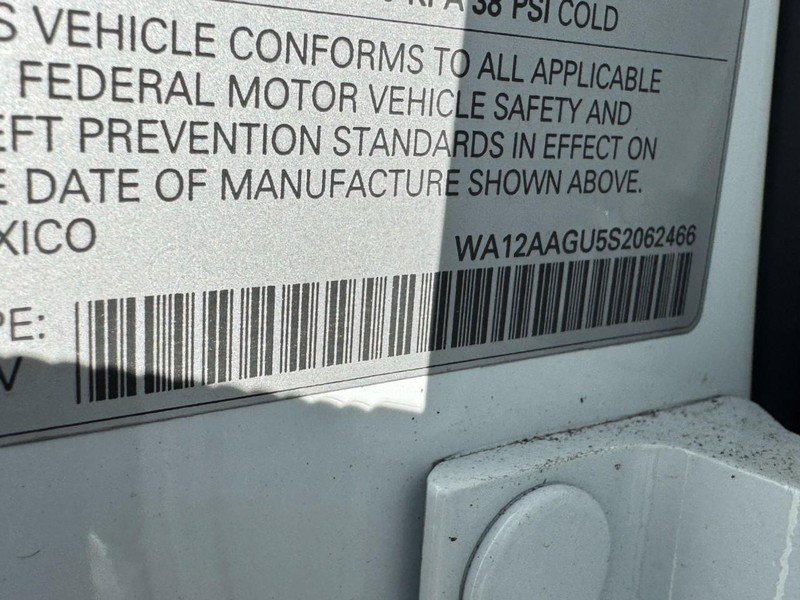 KPA 38 PSI COLD
S VEHICLE CONFORMS TO ALL APPLICABLE
FEDERAL MOTOR VEHICLE SAFETY AND
EFT PREVENTION STANDARDS IN EFFECT ON
E DATE OF MANUFACTURE SHOWN ABOVE.
XICO
WA12AAGU5S2062466
PE:
V